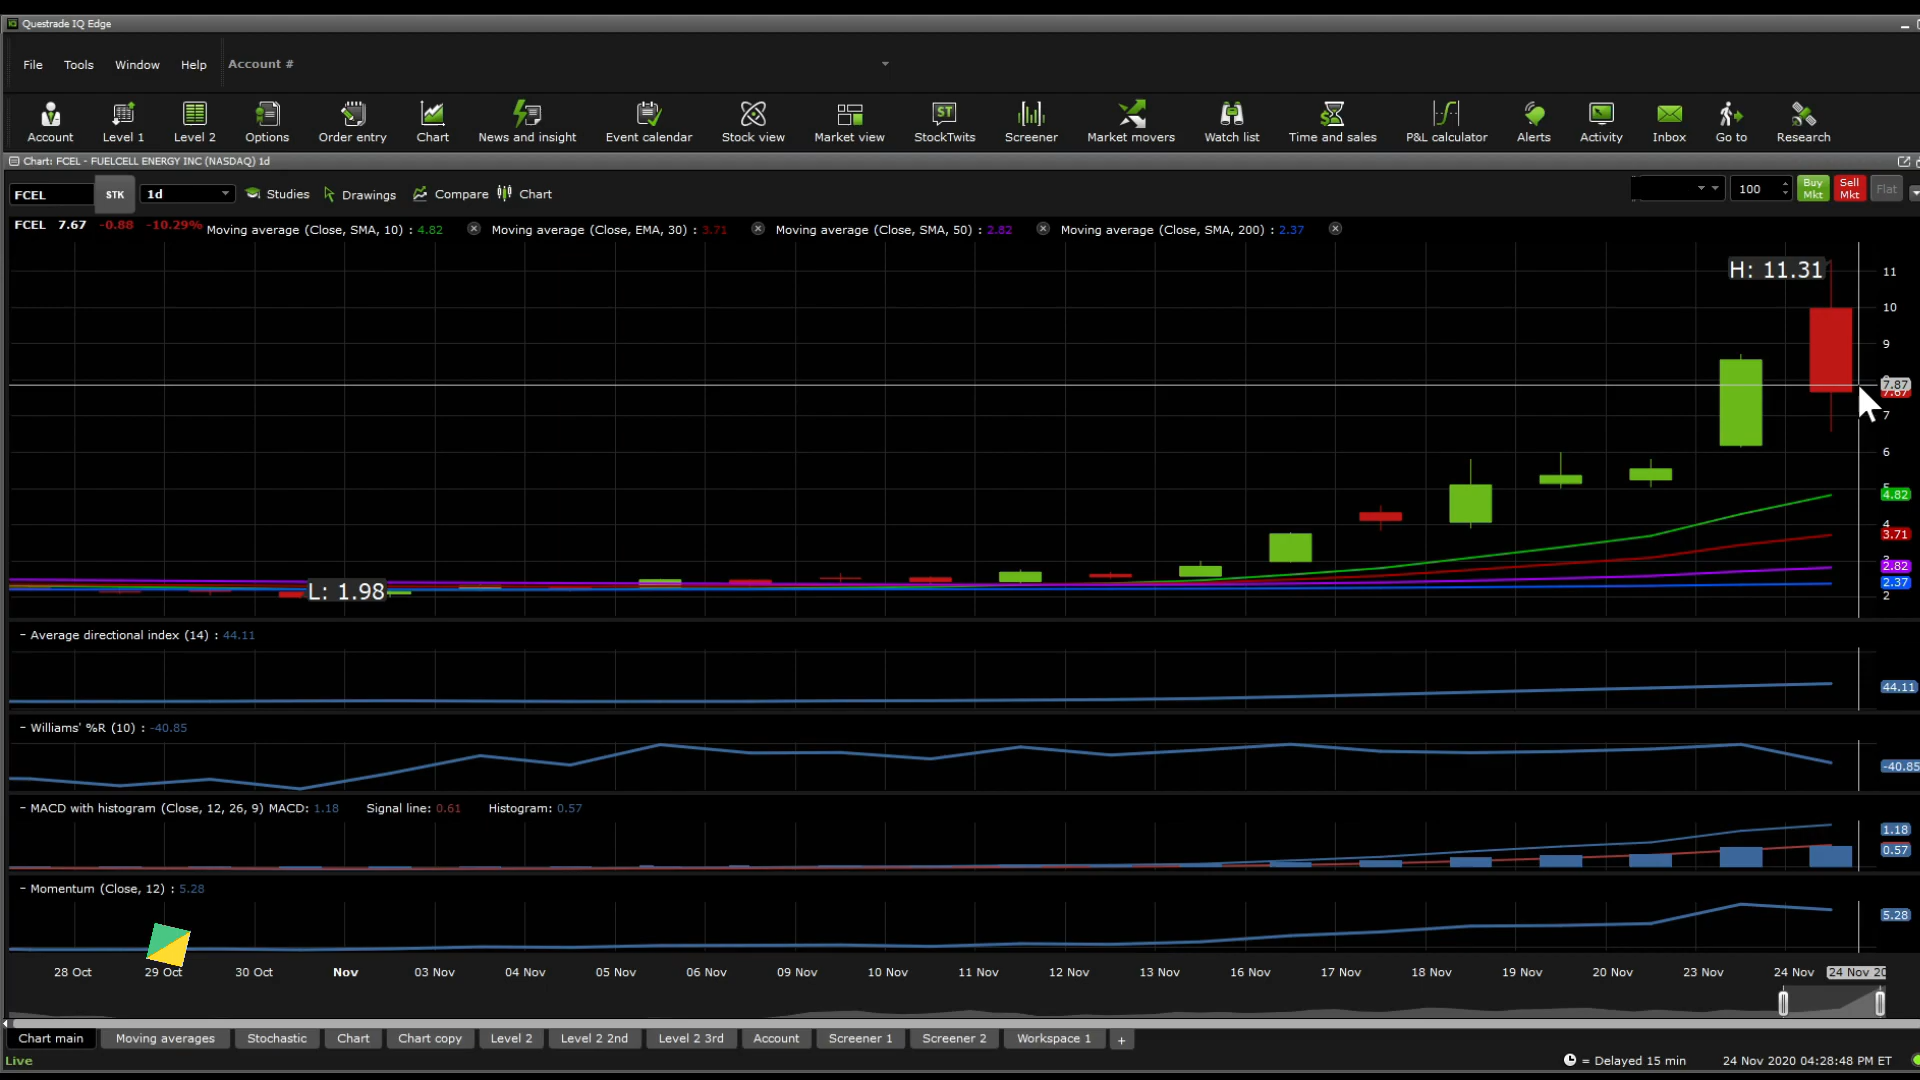 Questrade IQ Edge
File Tools Window Help Account #
Account Level 1 Level 2 Options Order entry Chart News and insight Event calendar Stock view Market view StockTwits Screener Market movers Watch list Time and sales P&L calculator Alerts Activity Inbox Go to Research
Chart: FCEL - FUELCELL ENERGY INC (NASDAQ) 1d
FCEL STK 1d Studies Drawings Compare Chart 100 Buy Mkt Sell Mkt Flat
FCEL 7.67 -0.88 -10.29% Moving average (Close, SMA, 10) : 4.82 Moving average (Close, EMA, 30) : 3.71 Moving average (Close, SMA, 50) : 2.82 Moving average (Close, SMA, 200) : 2.37
H: 11.31
11
10
9
7.87
7.67
7
6
5
4.82
4
3.71
3
2.82
2.37
2
L: 1.98
- Average directional index (14) : 44.11
44.11
- Williams' %R (10) : -40.85
-40.85
- MACD with histogram (Close, 12, 26, 9) MACD: 1.18 Signal line: 0.61 Histogram: 0.57
1.18
0.57
- Momentum (Close, 12) : 5.28
5.28
28 Oct 29 Oct 30 Oct Nov 03 Nov 04 Nov 05 Nov 06 Nov 09 Nov 10 Nov 11 Nov 12 Nov 13 Nov 16 Nov 17 Nov 18 Nov 19 Nov 20 Nov 23 Nov 24 Nov 24 Nov 20
Chart main Moving averages Stochastic Chart Chart copy Level 2 Level 2 2nd Level 2 3rd Account Screener 1 Screener 2 Workspace 1 +
Live = Delayed 15 min 24 Nov 2020 04:28:48 PM ET